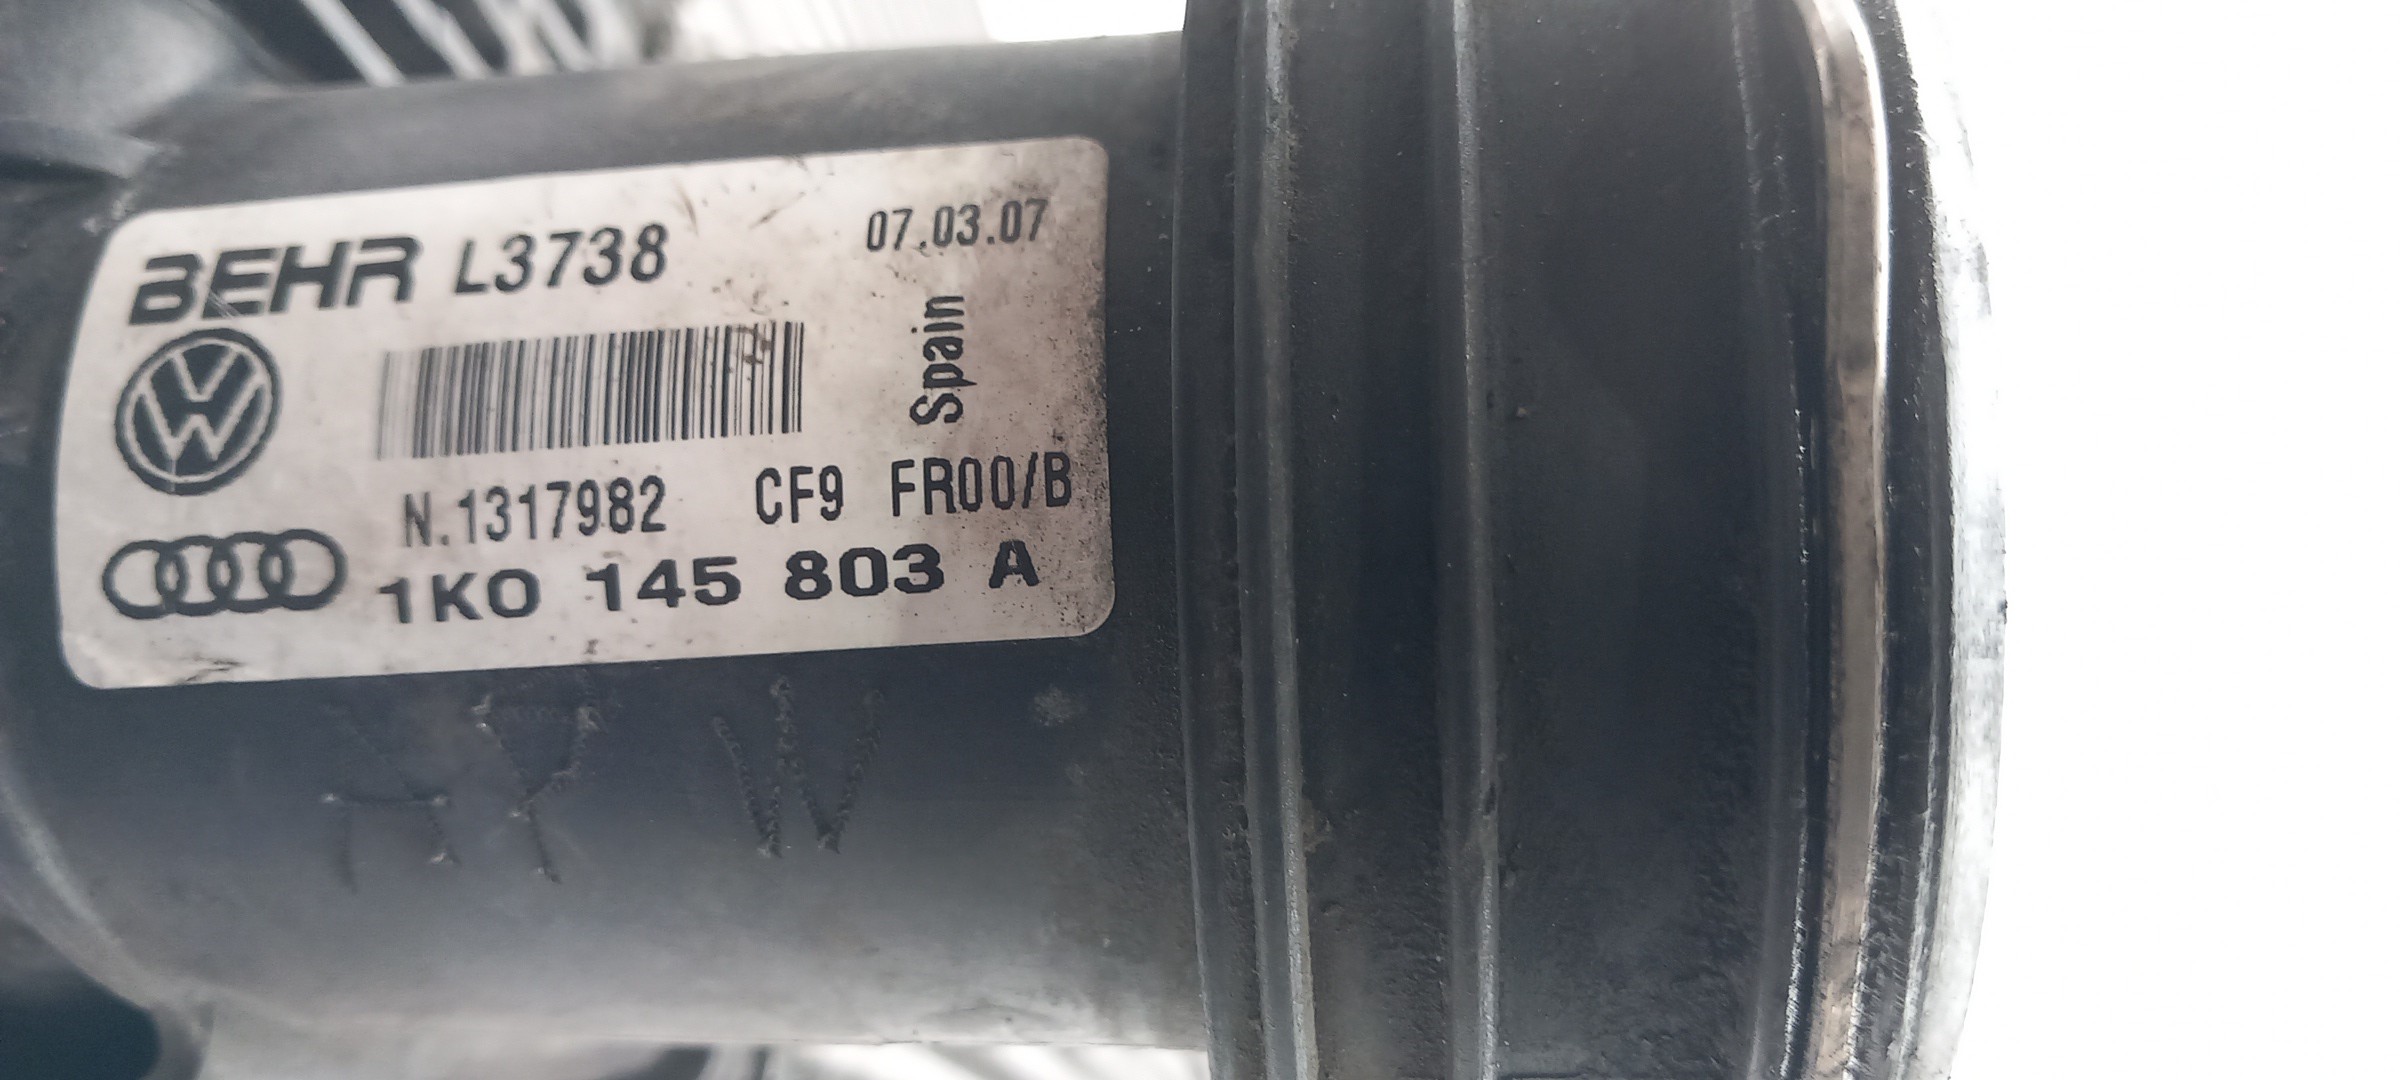 BEHR L3738 07.03.07
Spain
N.1317982 CF9 FR00/B
1K0 145 803 A